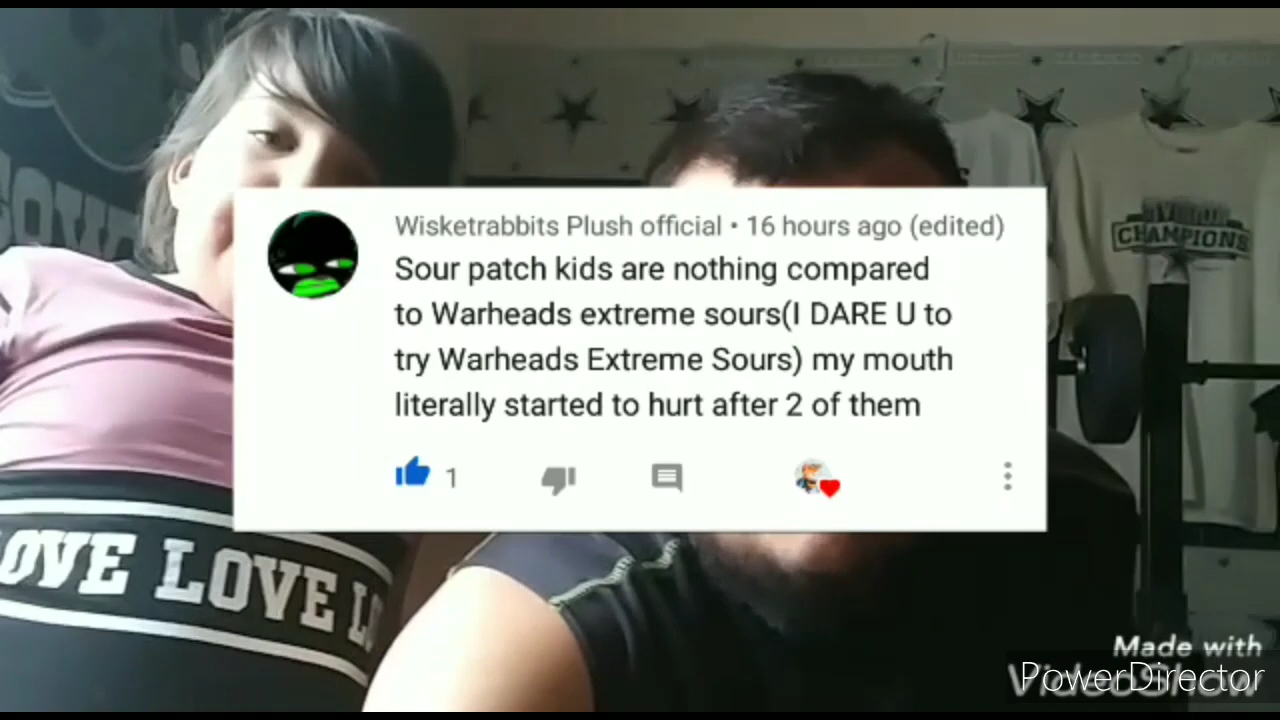 Wisketrabbits Plush official • 16 hours ago (edited)
Sour patch kids are nothing compared
to Warheads extreme sours(I DARE U to
try Warheads Extreme Sours) my mouth
literally started to hurt after 2 of them
1
CHAMPIONS
OVE LOVE LO
Made with
VideoShow
PowerDirector